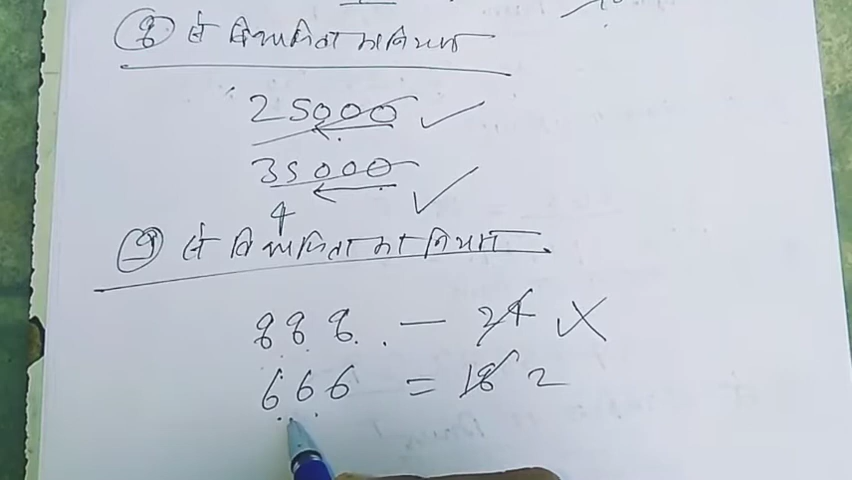 (8) से विभाजिता का नियम
25000 ✓
35000 ✓
4
(9) से विभाजिता का नियम
888. — 24 ✗
666 = 18 2